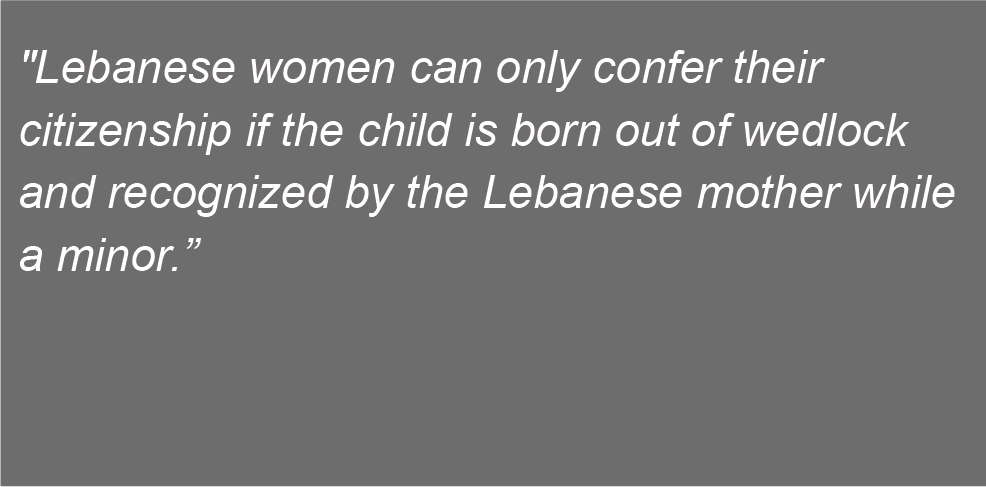 "Lebanese women can only confer their
citizenship if the child is born out of wedlock
and recognized by the Lebanese mother while
a minor.”